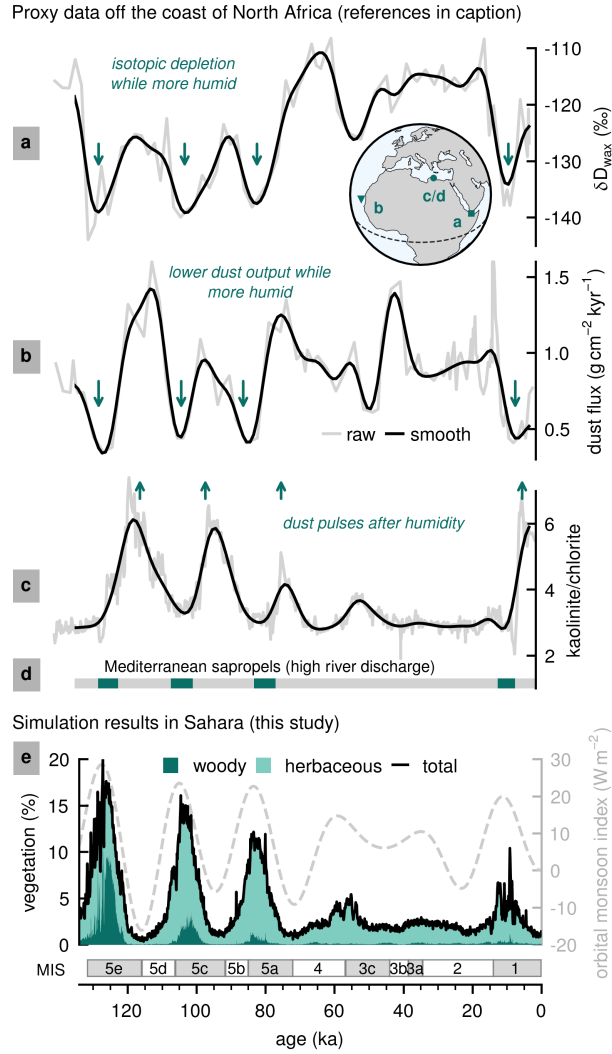 Proxy data off the coast of North Africa (references in caption)
isotopic depletion
while more humid
a
-110
-120
-130
-140
δDwax (‰)
b
c/d
a
lower dust output while
more humid
b
1.5
1.0
0.5
dust flux (g cm−2 kyr−1)
raw
smooth
dust pulses after humidity
c
6
4
2
kaolinite/chlorite
d
Mediterranean sapropels (high river discharge)
Simulation results in Sahara (this study)
e
woody
herbaceous
total
20
15
10
5
0
vegetation (%)
30
20
10
0
-10
-20
orbital monsoon index (W m−2)
MIS
5e
5d
5c
5b
5a
4
3c
3b
3a
2
1
120
100
80
60
40
20
0
age (ka)